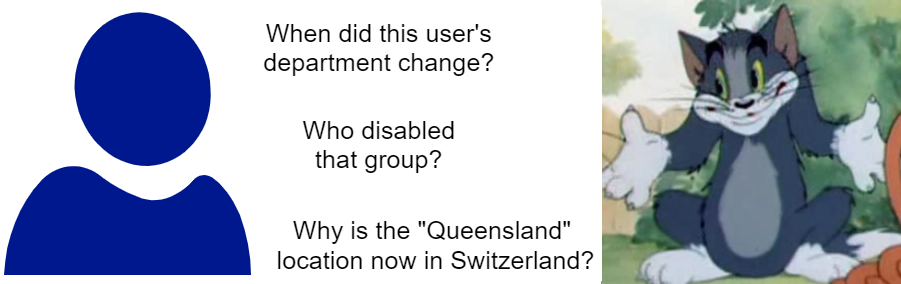 When did this user's
department change?
Who disabled
that group?
Why is the "Queensland"
location now in Switzerland?